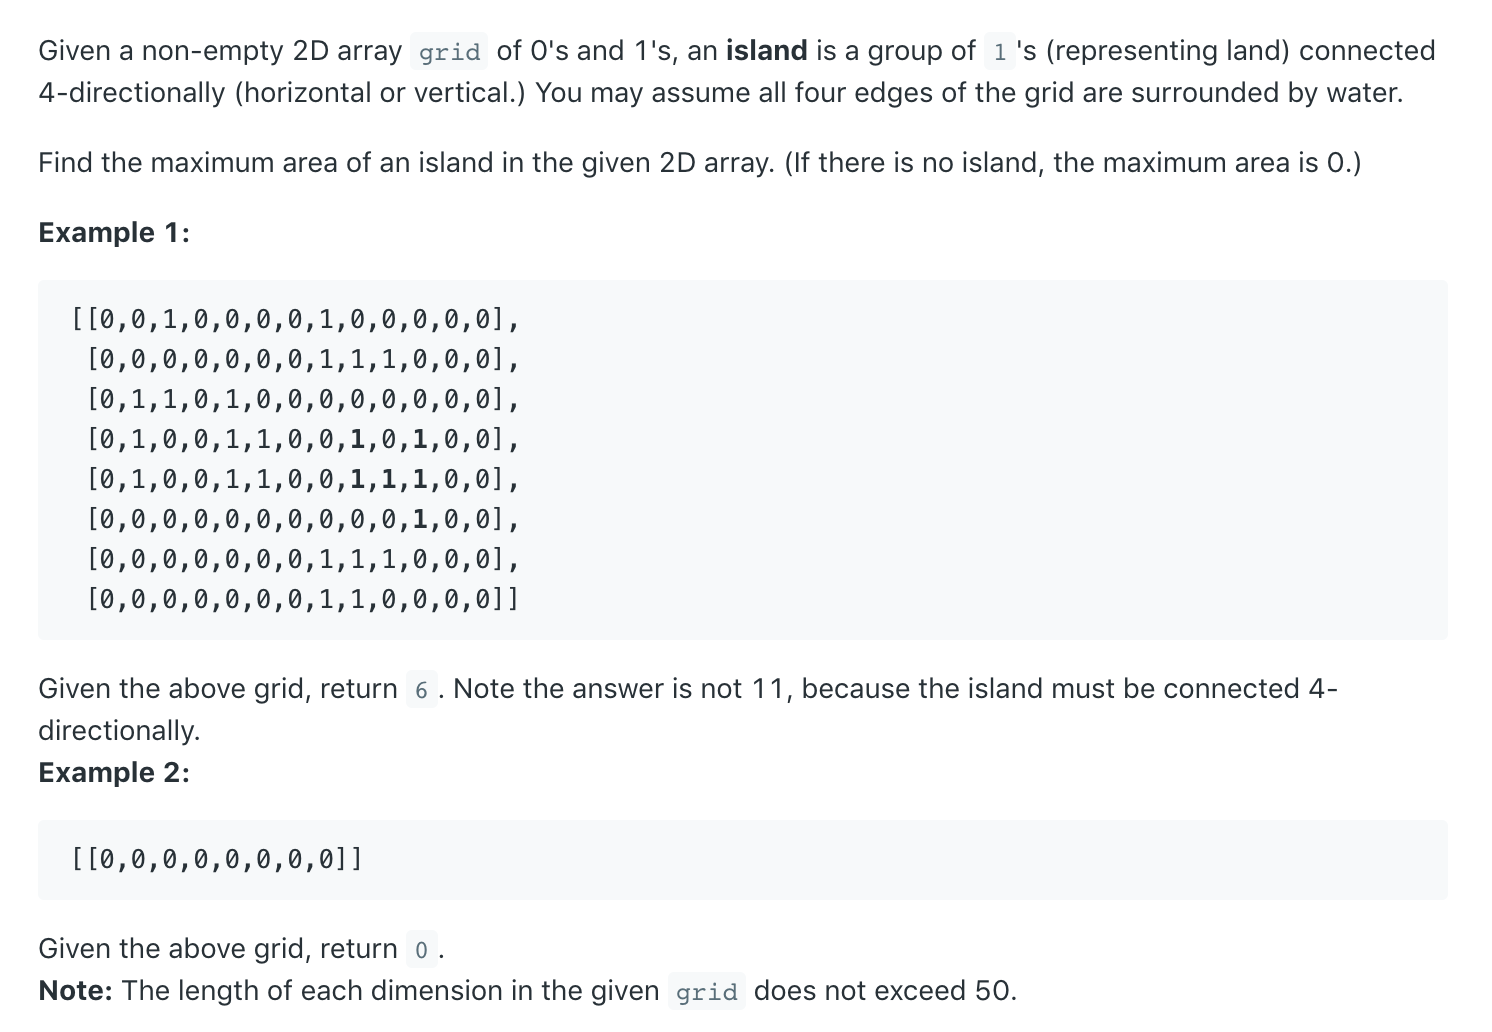 Given a non-empty 2D array grid of 0's and 1's, an island is a group of 1 's (representing land) connected
4-directionally (horizontal or vertical.) You may assume all four edges of the grid are surrounded by water.
Find the maximum area of an island in the given 2D array. (If there is no island, the maximum area is 0.)
Example 1:
[[0,0,1,0,0,0,0,1,0,0,0,0,0],
[0,0,0,0,0,0,0,1,1,1,0,0,0],
[0,1,1,0,1,0,0,0,0,0,0,0,0],
[0,1,0,0,1,1,0,0,1,0,1,0,0],
[0,1,0,0,1,1,0,0,1,1,1,0,0],
[0,0,0,0,0,0,0,0,0,0,1,0,0],
[0,0,0,0,0,0,0,1,1,1,0,0,0],
[0,0,0,0,0,0,0,1,1,0,0,0,0]]
Given the above grid, return 6 . Note the answer is not 11, because the island must be connected 4-
directionally.
Example 2:
[[0,0,0,0,0,0,0,0]]
Given the above grid, return 0 .
Note: The length of each dimension in the given grid does not exceed 50.